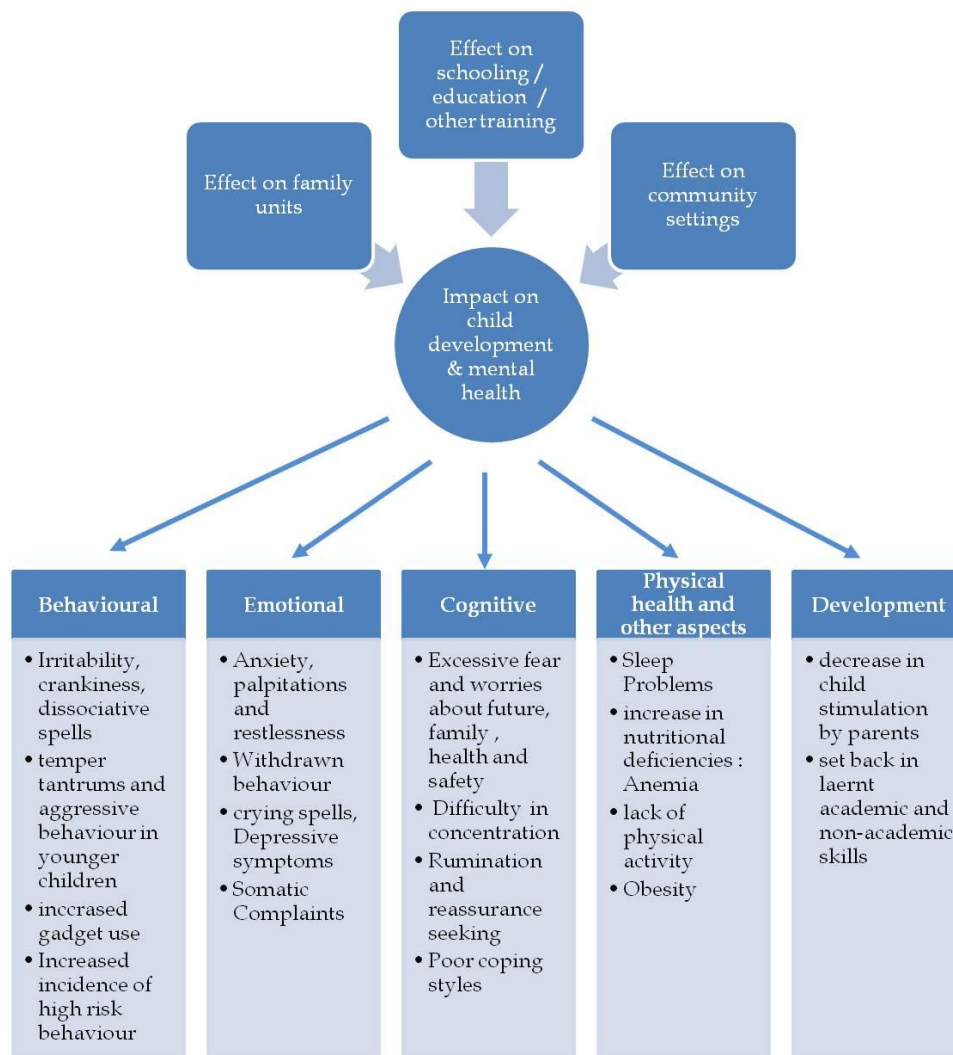 Effect on
schooling /
education /
other training
Effect on family
units
Effect on
community
settings
Impact on
child
development
& mental
health
Behavioural
• Irritability,
crankiness,
dissociative
spells
• temper
tantrums and
aggressive
behaviour in
younger
children
• inccrased
gadget use
• Increased
incidence of
high risk
behaviour
Emotional
• Anxiety,
palpitations
and
restlessness
• Withdrawn
behaviour
• crying spells,
Depressive
symptoms
• Somatic
Complaints
Cognitive
• Excessive fear
and worries
about future,
family ,
health and
safety
• Difficulty in
concentration
• Rumination
and
reassurance
seeking
• Poor coping
styles
Physical
health and
other aspects
• Sleep
Problems
• increase in
nutritional
deficiencies :
Anemia
• lack of
physical
activity
• Obesity
Development
• decrease in
child
stimulation
by parents
• set back in
laernt
academic and
non-academic
skills